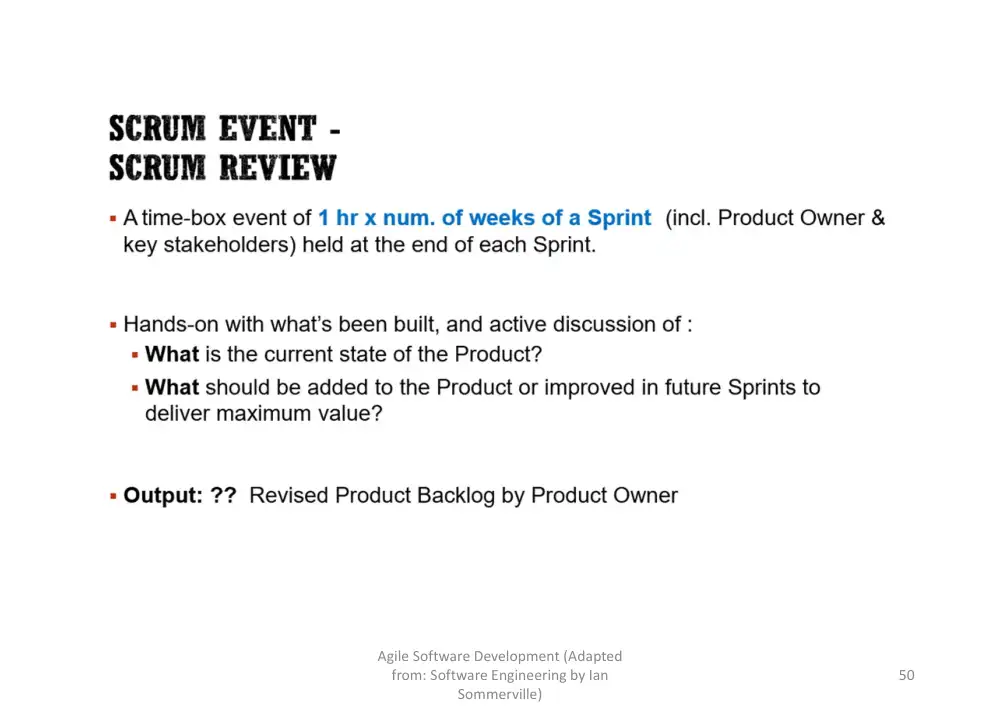 SCRUM EVENT -
SCRUM REVIEW
▪ A time-box event of 1 hr x num. of weeks of a Sprint (incl. Product Owner &
key stakeholders) held at the end of each Sprint.
▪ Hands-on with what's been built, and active discussion of :
▪ What is the current state of the Product?
▪ What should be added to the Product or improved in future Sprints to
deliver maximum value?
▪ Output: ?? Revised Product Backlog by Product Owner
Agile Software Development (Adapted
from: Software Engineering by Ian
Sommerville)
50